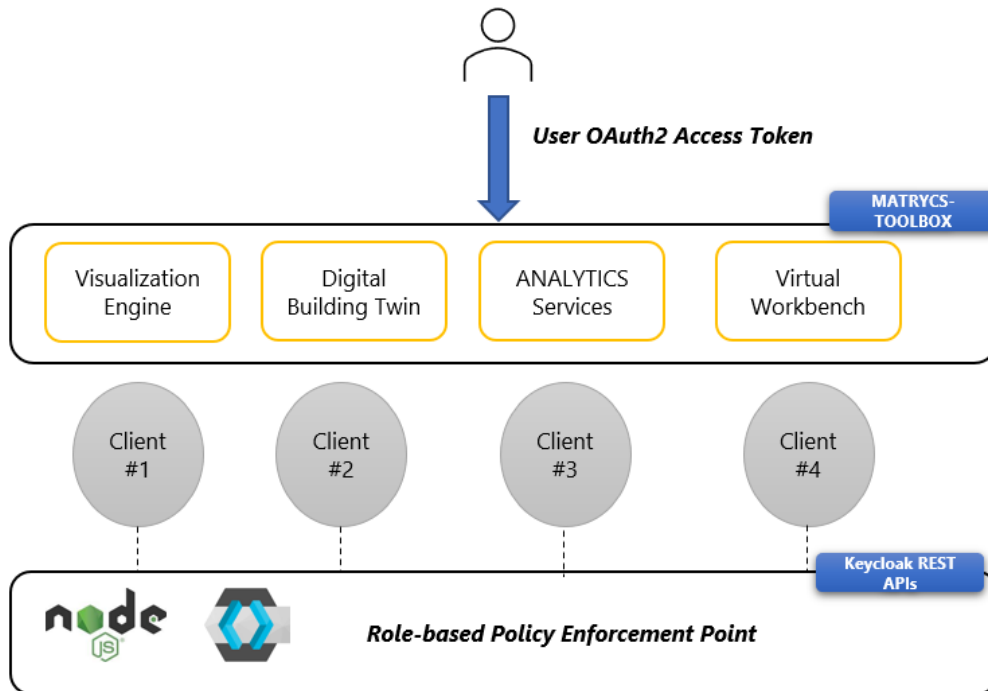 User OAuth2 Access Token
MATRYCS-
TOOLBOX
Visualization
Engine
Digital
Building Twin
ANALYTICS
Services
Virtual
Workbench
Client
#1
Client
#2
Client
#3
Client
#4
Keycloak REST
APIs
node
JS
Role-based Policy Enforcement Point